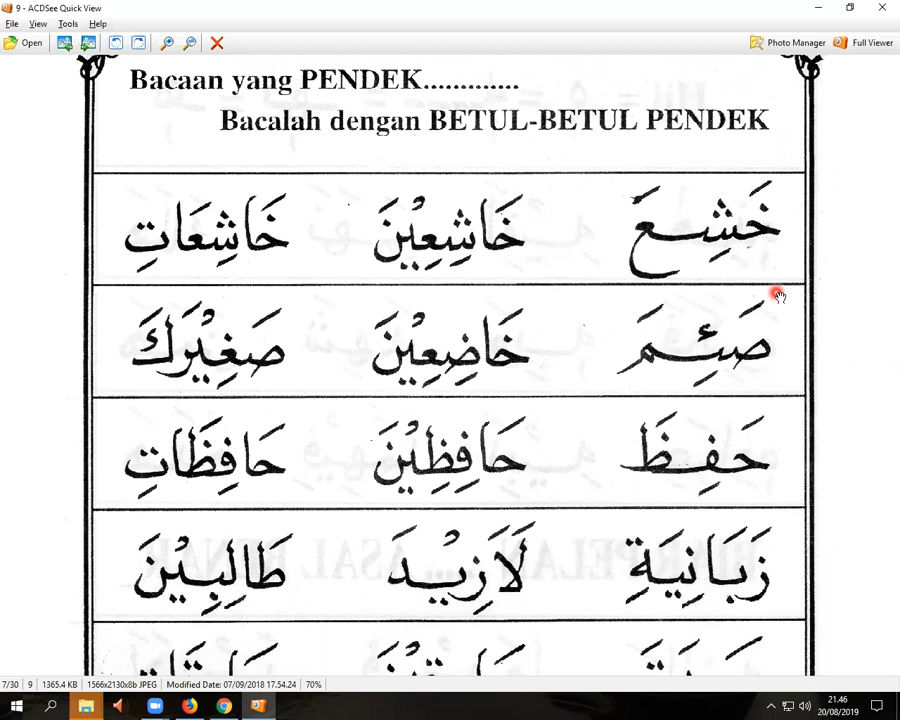 9 - ACDSee Quick View
File View Tools Help
Open Photo Manager Full Viewer
Bacaan yang PENDEK.............
Bacalah dengan BETUL-BETUL PENDEK
خَشِعَ خَاشِعِيْنَ خَاشِعَاتِ
صَئِمَ خَاضِعِيْنَ صَغِيْرَكَ
حَفِظَ حَافِظِيْنَ حَافِظَاتِ
زَبَانِيَةِ لَازِيْدَ طَالِبِيْنَ
7/30 9 1365.4 KB 1566x2130x8b JPEG Modified Date: 07/09/2018 17.54.24 70%
21.46
20/08/2019